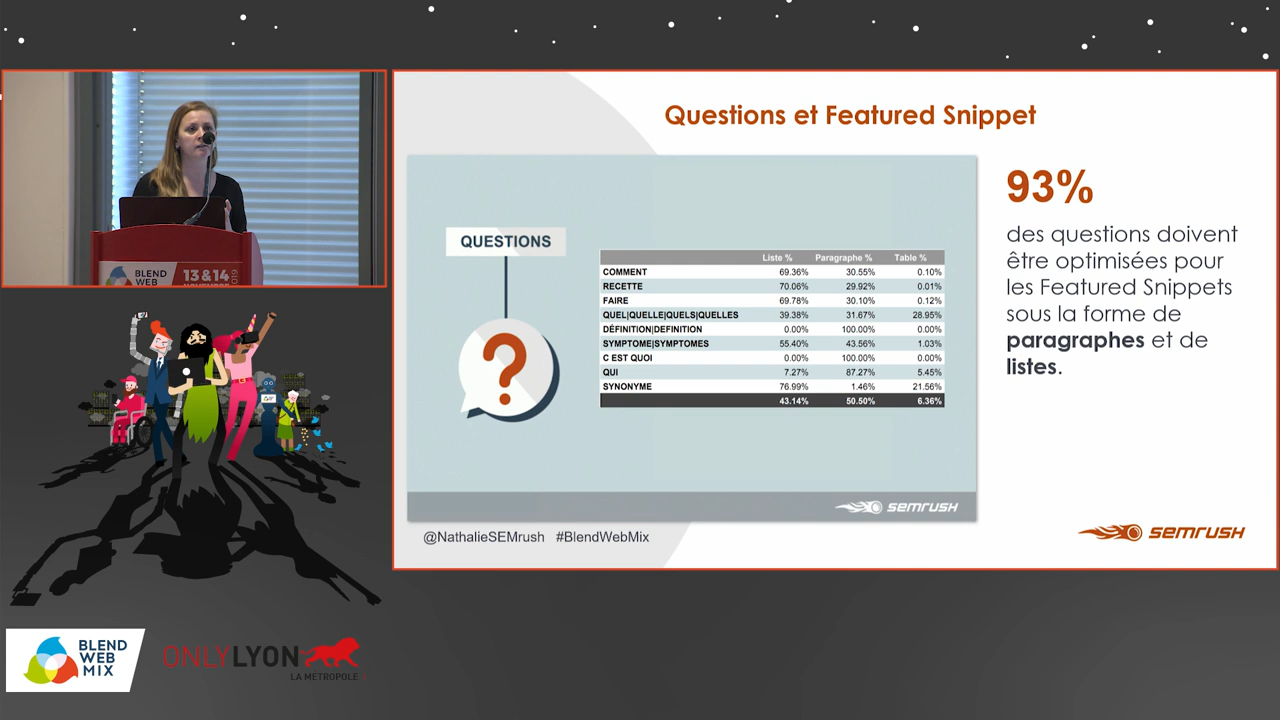 Questions et Featured Snippet
QUESTIONS
Liste % Paragraphe % Table %
COMMENT 69.36% 30.55% 0.10%
RECETTE 70.06% 29.92% 0.01%
FAIRE 69.78% 30.10% 0.12%
QUEL|QUELLE|QUELS|QUELLES 39.38% 31.67% 28.95%
DÉFINITION|DEFINITION 0.00% 100.00% 0.00%
SYMPTOME|SYMPTOMES 55.40% 43.56% 1.03%
C EST QUOI 0.00% 100.00% 0.00%
QUI 7.27% 87.27% 5.45%
SYNONYME 76.99% 1.46% 21.56%
43.14% 50.50% 6.36%
semrush
@NathalieSEMrush #BlendWebMix
93%
des questions doivent
être optimisées pour
les Featured Snippets
sous la forme de
paragraphes et de
listes.
semrush
BLEND
WEB
13 & 14
NOVEMBRE
2019
BLEND
WEB
MIX
ONLYLYON
LA MÉTROPOLE